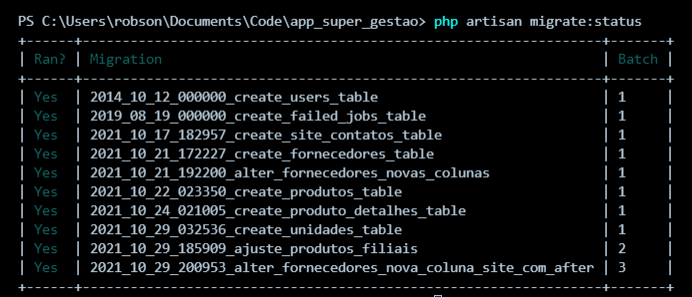 PS C:\Users\robson\Documents\Code\app_super_gestao> php artisan migrate:status
+------+------------------------------------------------------+-------+
| Ran? | Migration | Batch |
+------+------------------------------------------------------+-------+
| Yes | 2014_10_12_000000_create_users_table | 1 |
| Yes | 2019_08_19_000000_create_failed_jobs_table | 1 |
| Yes | 2021_10_17_182957_create_site_contatos_table | 1 |
| Yes | 2021_10_21_172227_create_fornecedores_table | 1 |
| Yes | 2021_10_21_192200_alter_fornecedores_novas_colunas | 1 |
| Yes | 2021_10_22_023350_create_produtos_table | 1 |
| Yes | 2021_10_24_021005_create_produto_detalhes_table | 1 |
| Yes | 2021_10_29_032536_create_unidades_table | 1 |
| Yes | 2021_10_29_185909_ajuste_produtos_filiais | 2 |
| Yes | 2021_10_29_200953_alter_fornecedores_nova_coluna_site_com_after | 3 |
+------+------------------------------------------------------+-------+